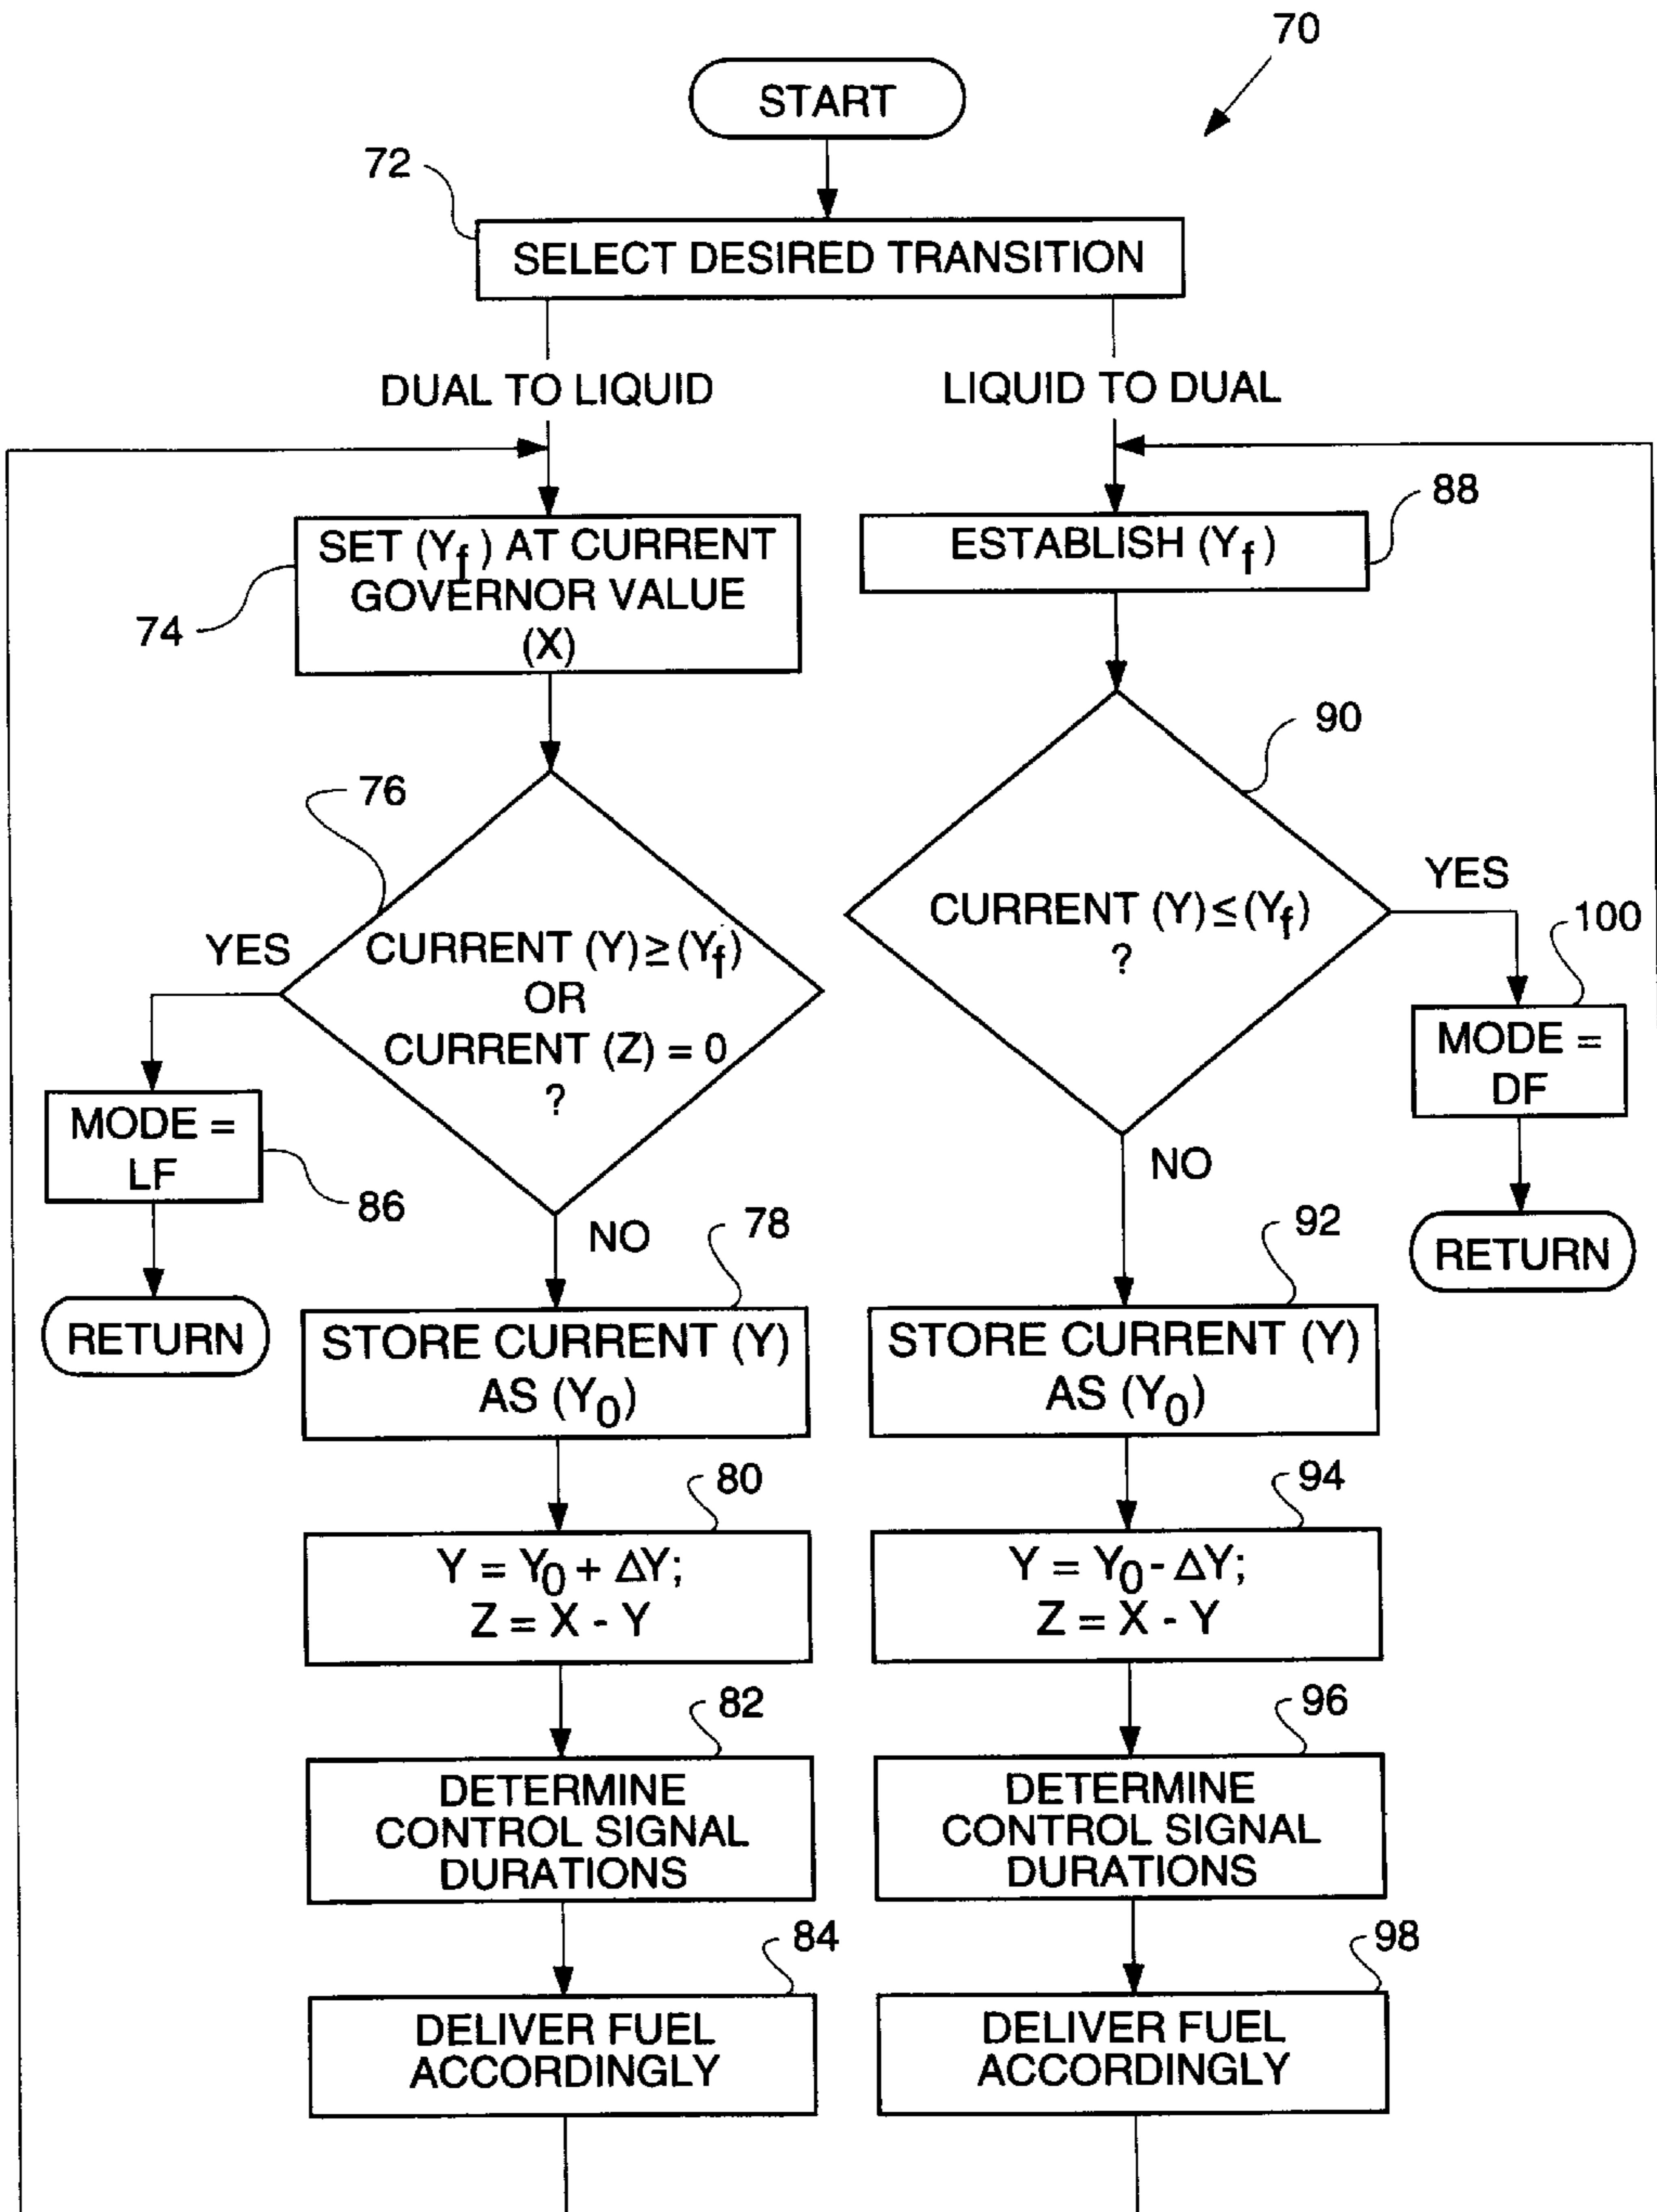 70
START
72
SELECT DESIRED TRANSITION
DUAL TO LIQUID
LIQUID TO DUAL
74
SET (Yf) AT CURRENT
GOVERNOR VALUE
(X)
88
ESTABLISH (Yf)
76
YES
CURRENT (Y) ≥ (Yf)
OR
CURRENT (Z) = 0
?
90
CURRENT (Y) ≤ (Yf)
?
YES
100
MODE =
DF
RETURN
MODE =
LF
86
RETURN
NO
NO
78
STORE CURRENT (Y)
AS (Y0)
92
STORE CURRENT (Y)
AS (Y0)
80
Y = Y0 + ΔY;
Z = X - Y
94
Y = Y0 - ΔY;
Z = X - Y
82
DETERMINE
CONTROL SIGNAL
DURATIONS
96
DETERMINE
CONTROL SIGNAL
DURATIONS
84
DELIVER FUEL
ACCORDINGLY
98
DELIVER FUEL
ACCORDINGLY